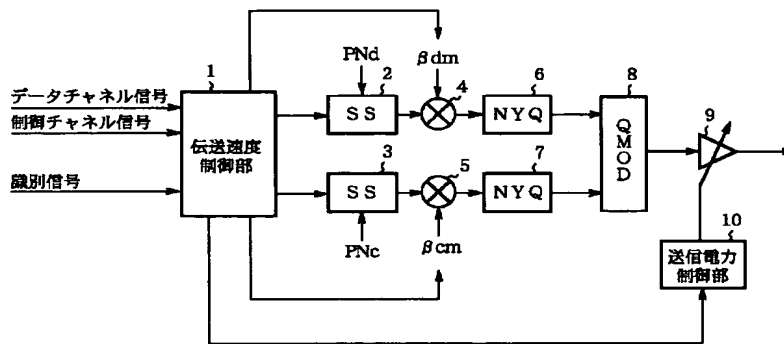 データチャネル信号
制御チャネル信号
識別信号
1
伝送速度
制御部
PNd
2
SS
βdm
4
6
NYQ
8
QMOD
9
3
SS
PNc
5
βcm
7
NYQ
10
送信電力
制御部